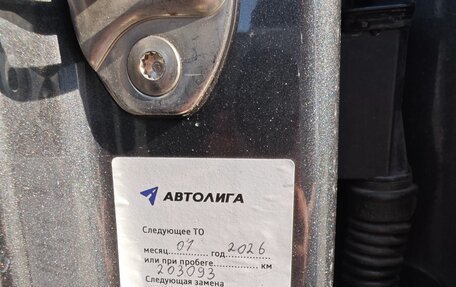 АВТОЛИГА
Следующее ТО
месяц 01 год 2026
или при пробеге
203093 км
Следующая замена